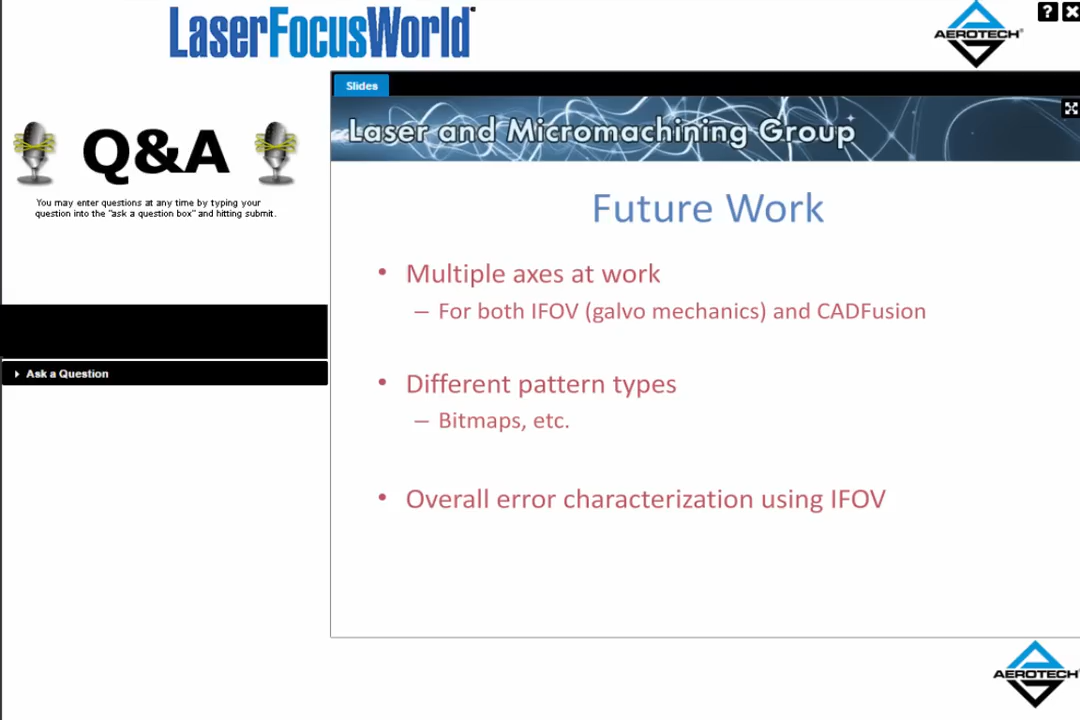 LaserFocusWorld
AEROTECH
?
Slides
Q&A
You may enter questions at any time by typing your
question into the "ask a question box" and hitting submit.
Ask a Question
Laser and Micromachining Group
Future Work
• Multiple axes at work
– For both IFOV (galvo mechanics) and CADFusion
• Different pattern types
– Bitmaps, etc.
• Overall error characterization using IFOV
AEROTECH